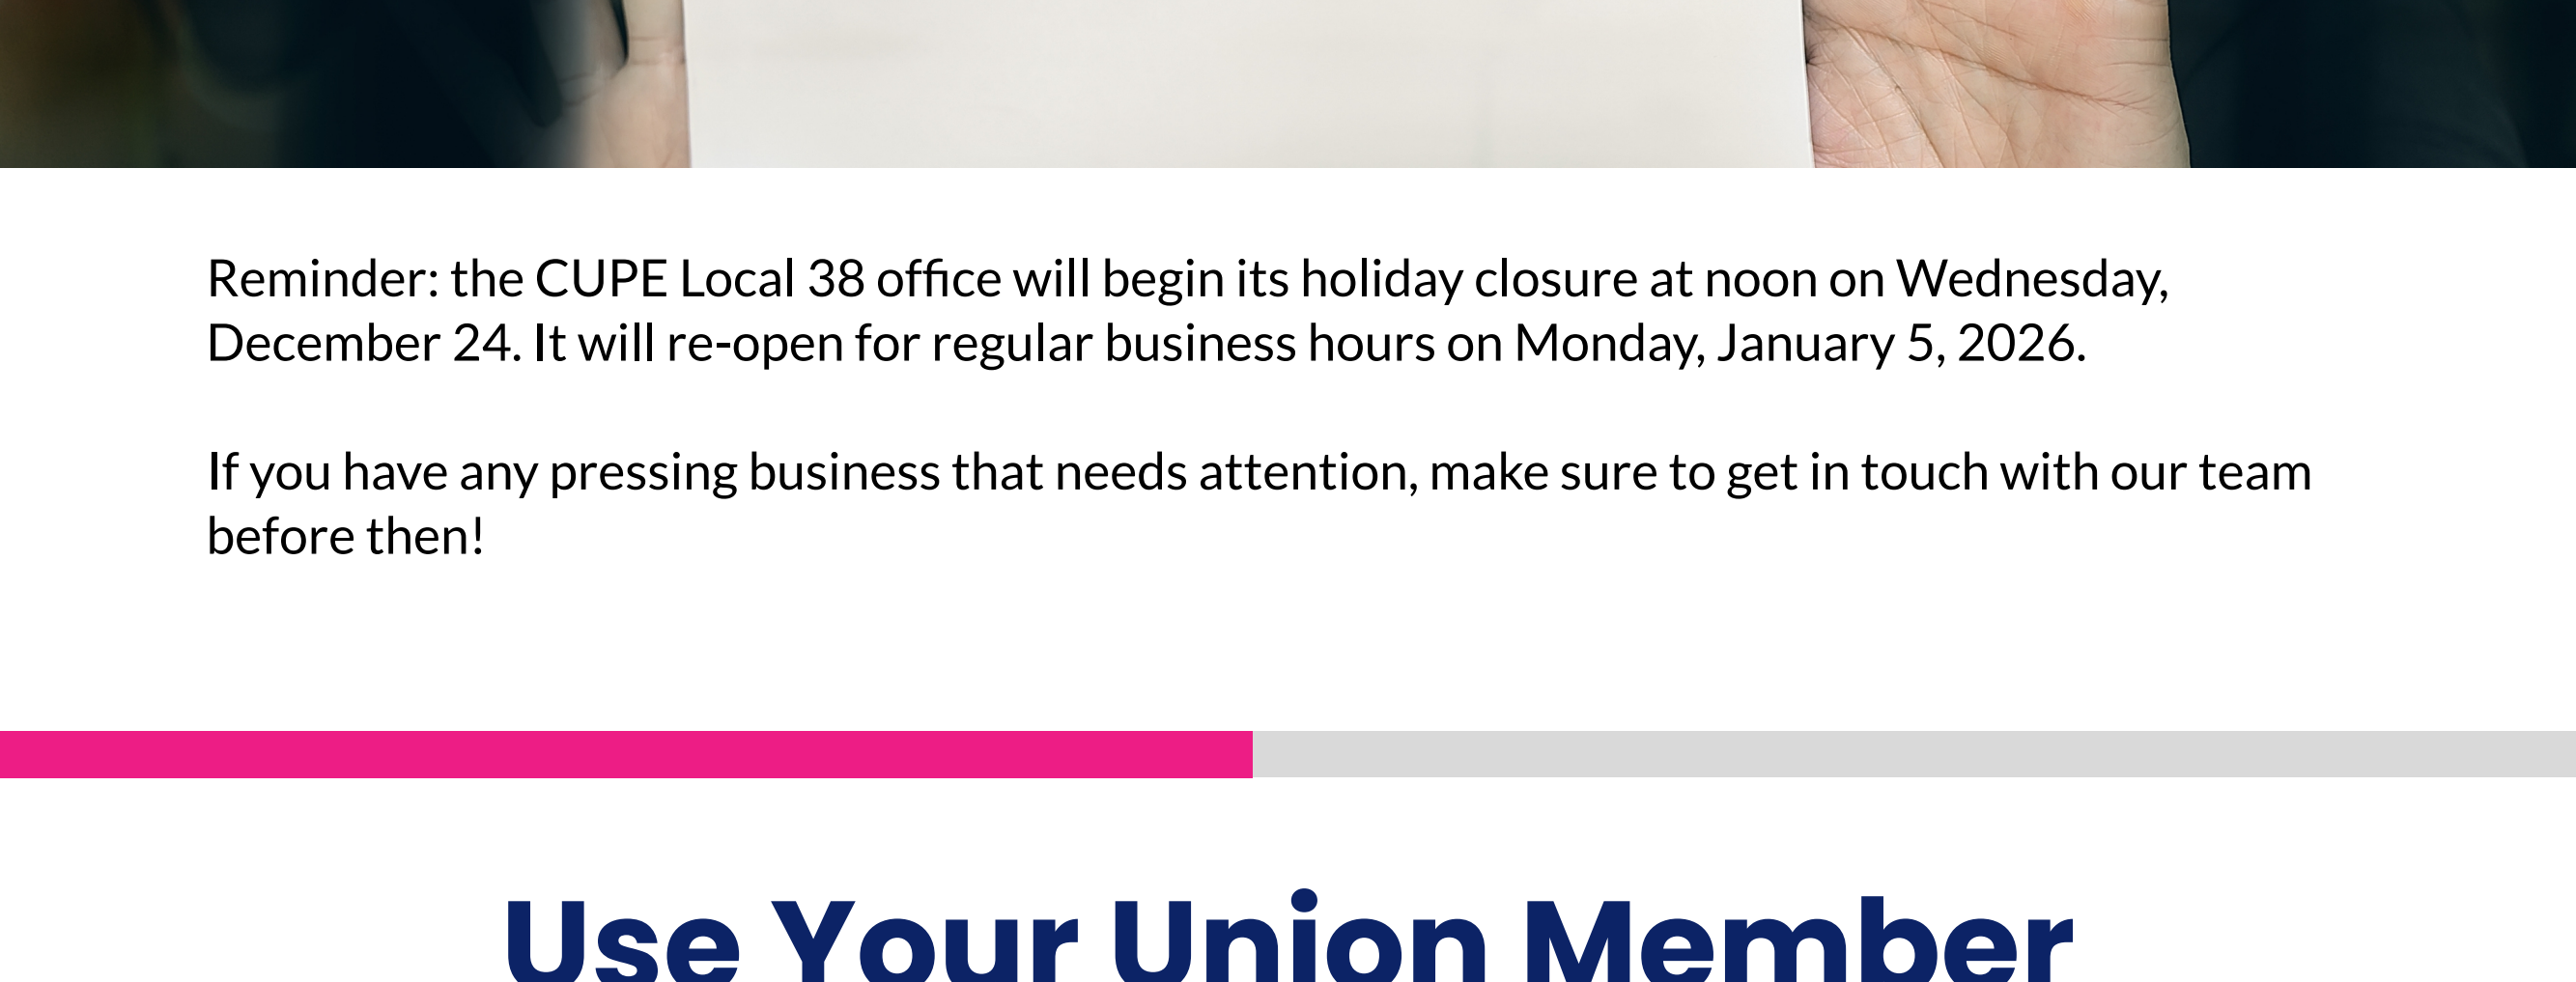 Reminder: the CUPE Local 38 office will begin its holiday closure at noon on Wednesday,
December 24. It will re-open for regular business hours on Monday, January 5, 2026.
If you have any pressing business that needs attention, make sure to get in touch with our team
before then!
Use Your Union Member